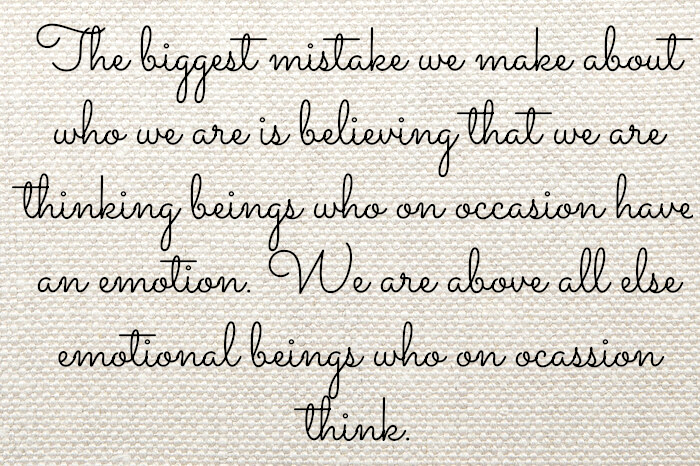 The biggest mistake we make about
who we are is believing that we are
thinking beings who on occasion have
an emotion. We are above all else
emotional beings who on ocassion
think.